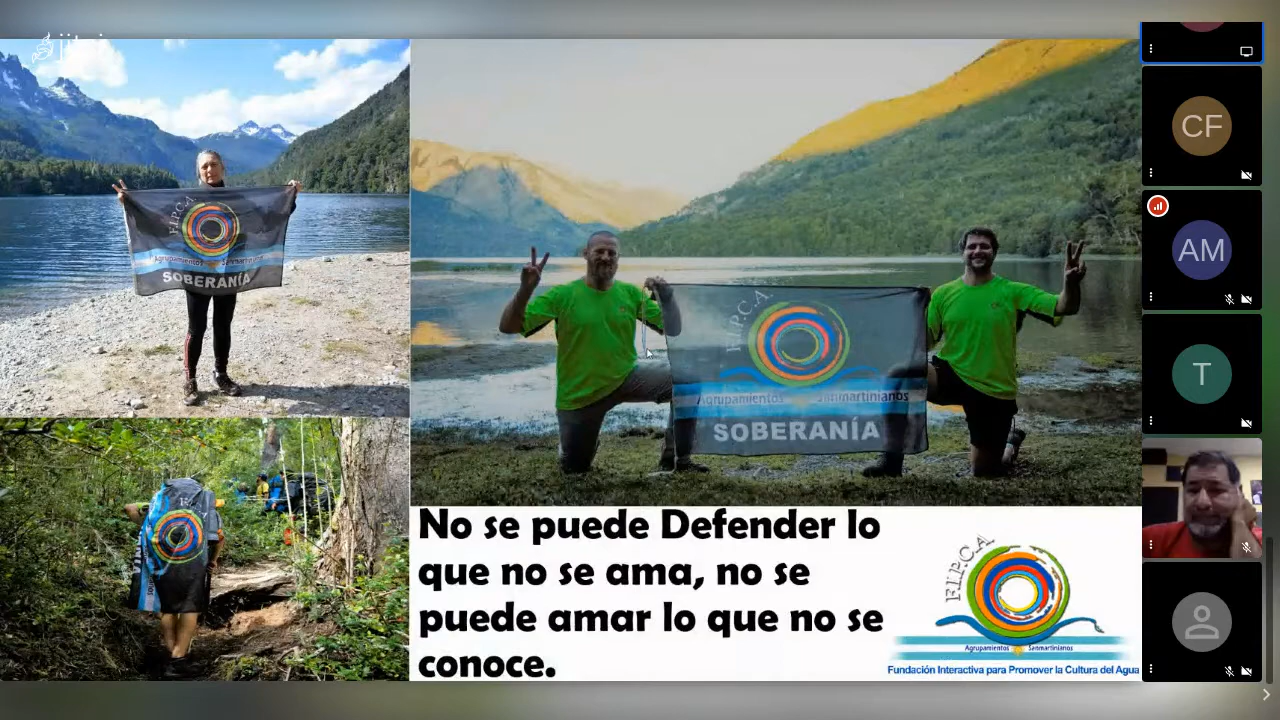 jitsi
F.I.P.C.A.
Agrupamientos Sanmartinianos
SOBERANÍA
F.I.P.C.A.
Agrupamientos Sanmartinianos
SOBERANÍA
No se puede Defender lo
que no se ama, no se
puede amar lo que no se
conoce.
F.I.P.C.A.
Agrupamientos Sanmartinianos
Fundación Interactiva para Promover la Cultura del Agua
CF
AM
T